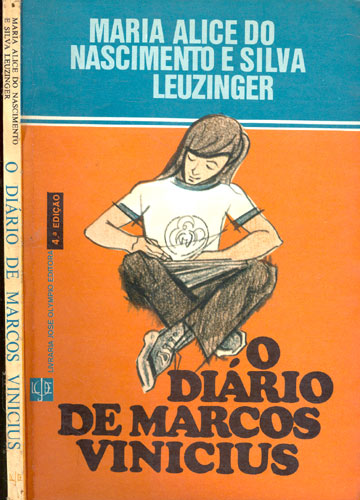 MARIA ALICE DO NASCIMENTO
E SILVA LEUZINGER
O DIÁRIO DE MARCOS VINICIUS
MARIA ALICE DO
NASCIMENTO E SILVA
LEUZINGER
4.ª EDIÇÃO
LIVRARIA JOSÉ OLYMPIO EDITORA
O
DIÁRIO
DE MARCOS
VINICIUS